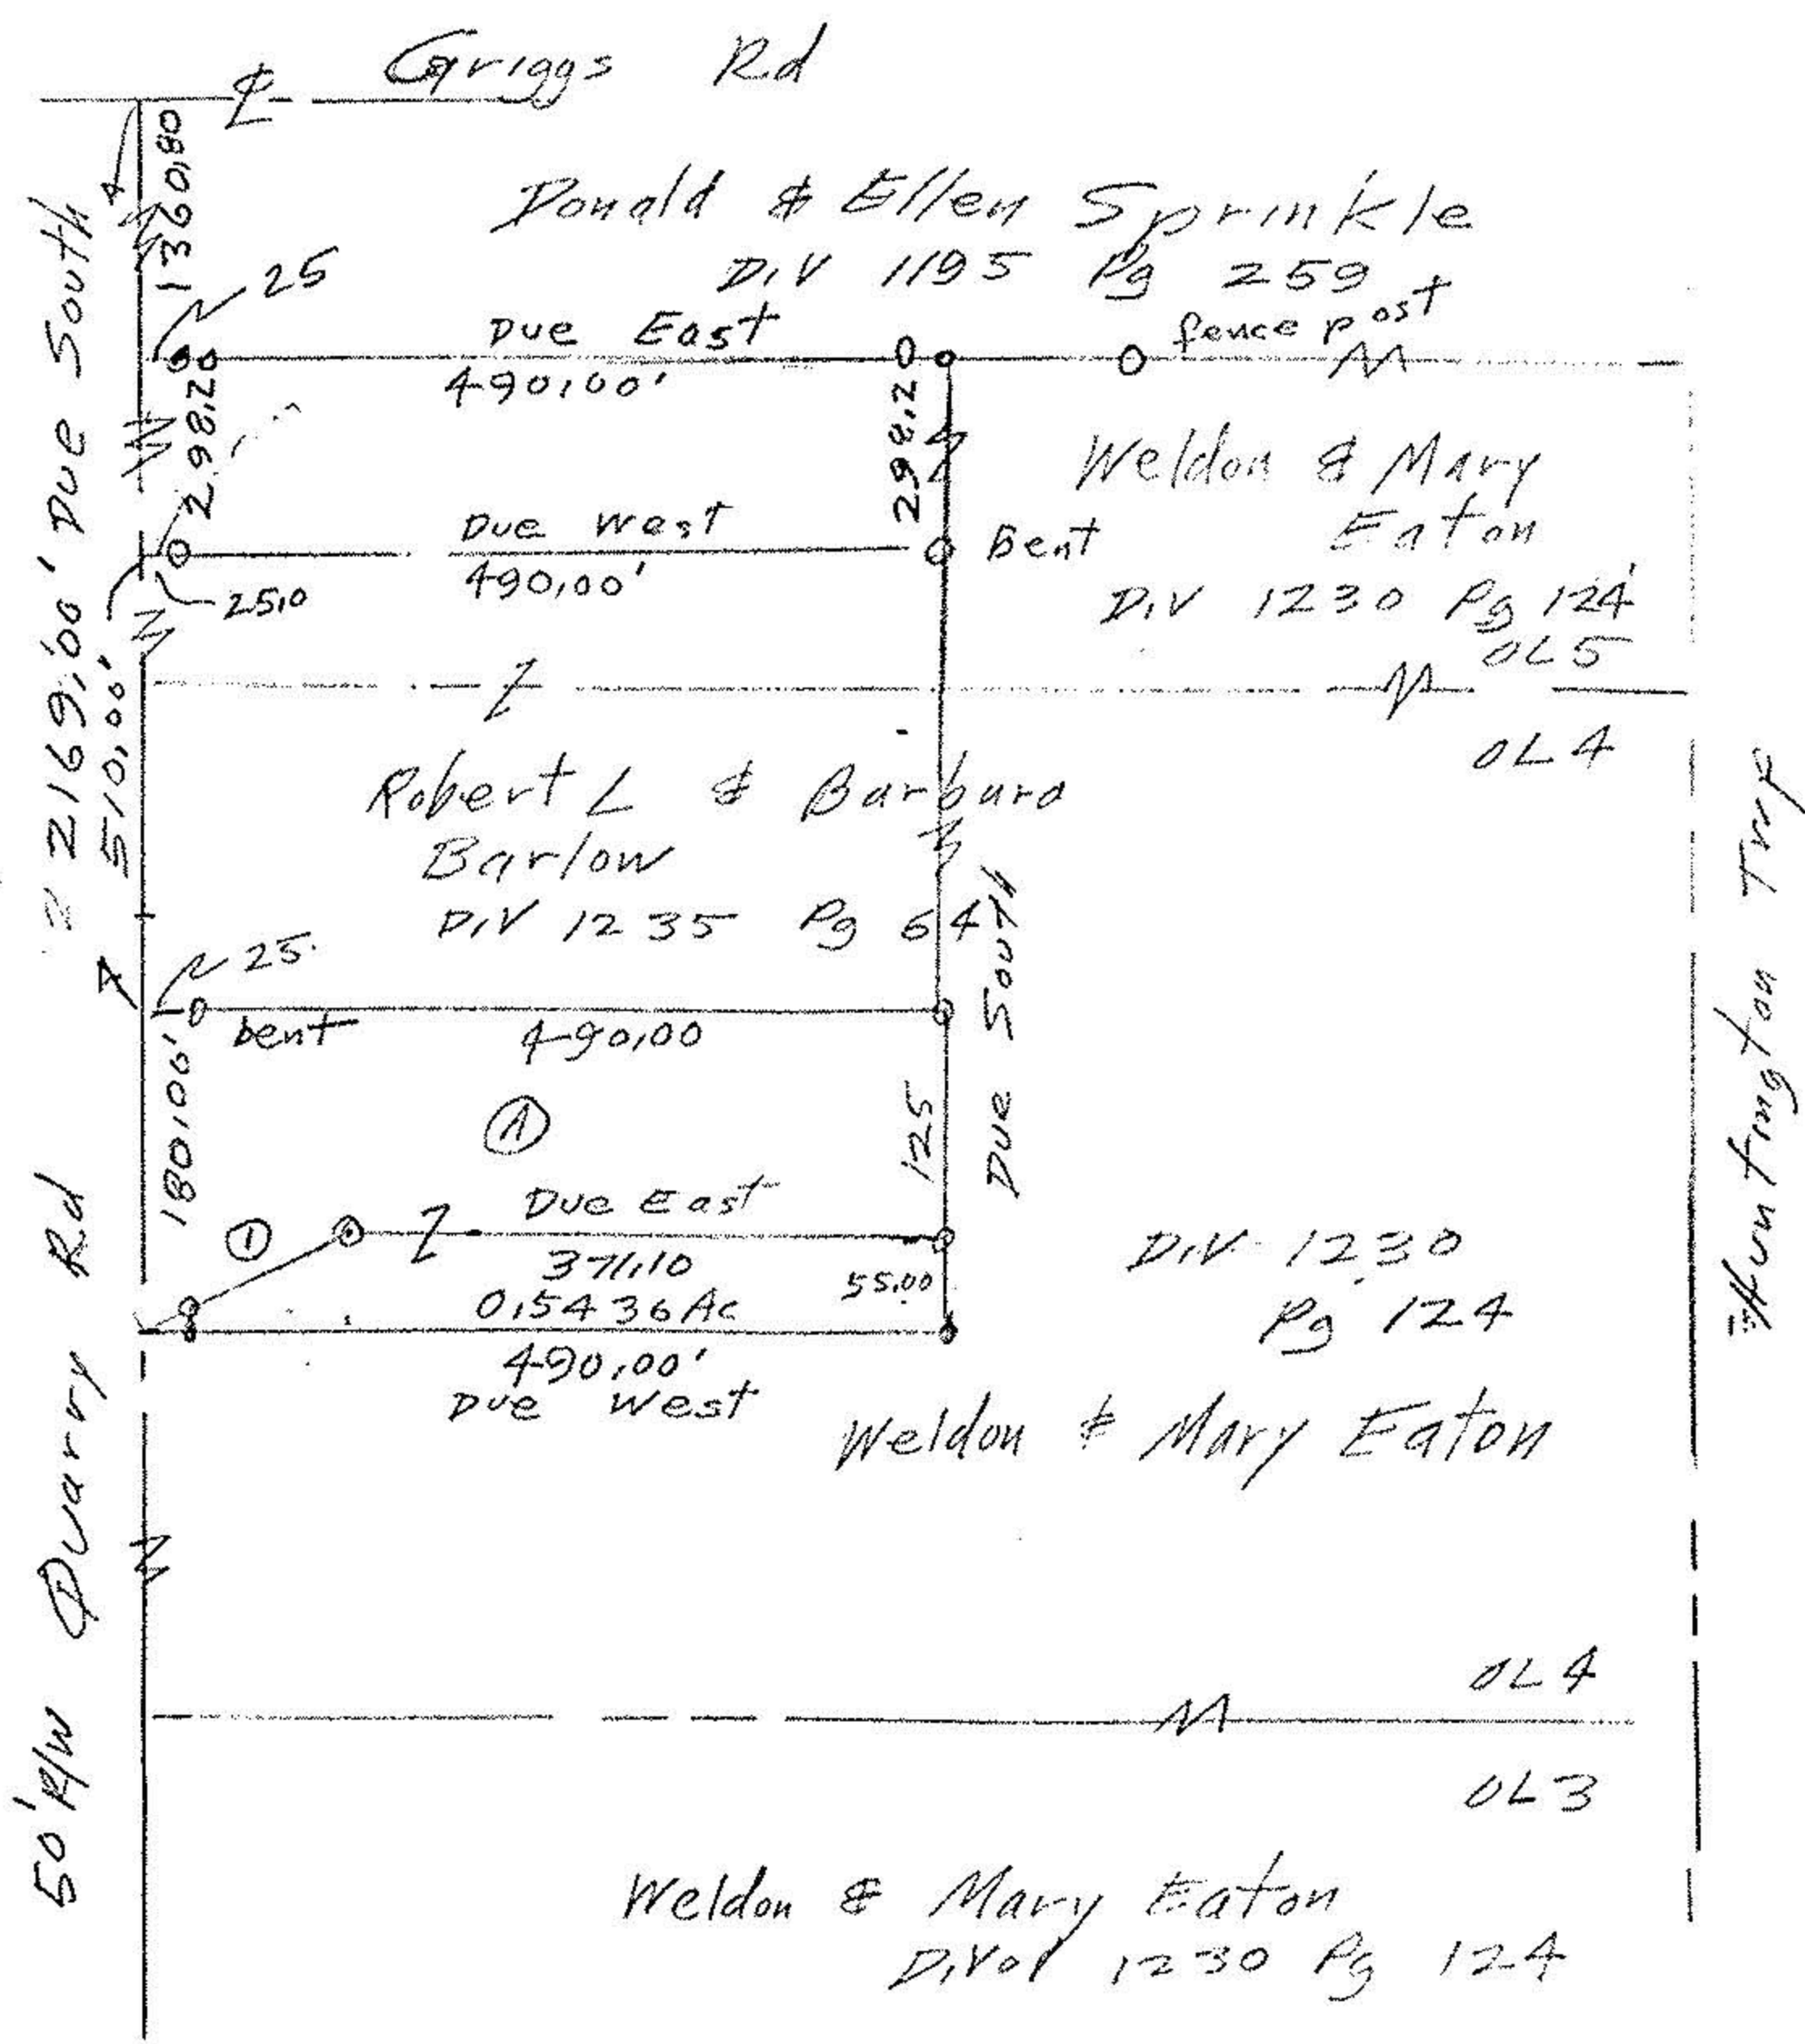 Griggs Rd
1360.80
Donald & Ellen Sprinkle
D.V 1195 Pg 259
25
Due East
490.00'
fence post
298.20
298.2
Weldon & Mary
Eaton
D.V 1230 Pg 124
Due West
490.00'
Bent
25.0
2169.00' Due South
510.00'
OL5
OL4
Robert L & Barbara
Barlow
D.V 1235 Pg 64
25.
bent
490.00
Due South
180.00'
A
125
1
Due East
371.10
0.5436 Ac
55.00
490.00'
Due West
D.V 1230
Pg 124
Weldon & Mary Eaton
Huntington Twp
50' R/W Quarry Rd
OL4
OL3
Weldon & Mary Eaton
D.Vol 1230 Pg 124